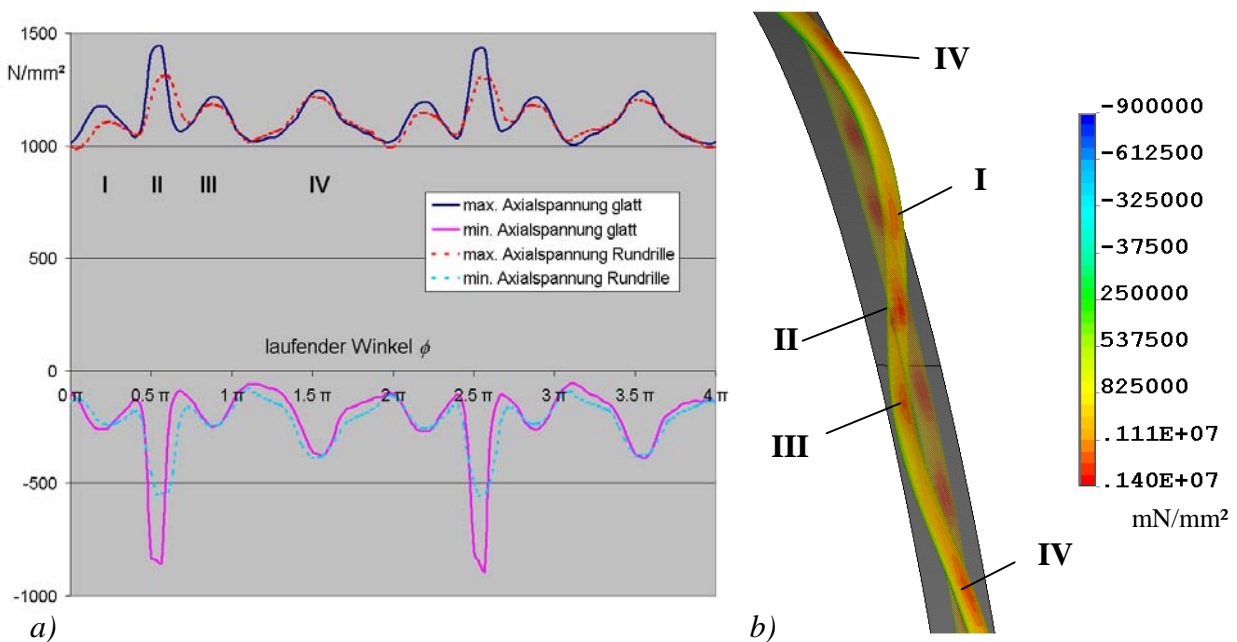 1500
N/mm²
1000
500
0
-500
-1000
I II III IV
max. Axialspannung glatt
min. Axialspannung glatt
max. Axialspannung Rundrille
min. Axialspannung Rundrille
laufender Winkel ϕ
0 π 0.5 π 1 π 1.5 π 2 π 2.5 π 3 π 3.5 π 4 π
a)
IV
I
II
III
IV
b)
-900000
-612500
-325000
-37500
250000
537500
825000
.111E+07
.140E+07
mN/mm²